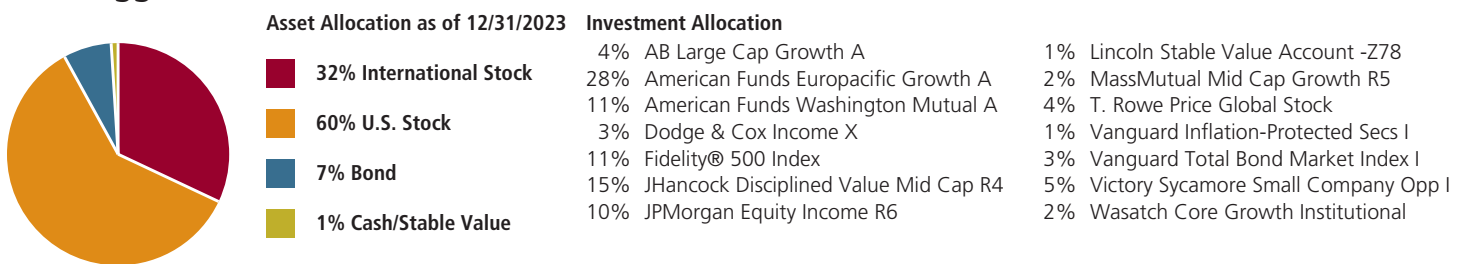 Asset Allocation as of 12/31/2023
32% International Stock
60% U.S. Stock
7% Bond
1% Cash/Stable Value
Investment Allocation
4% AB Large Cap Growth A
28% American Funds Europacific Growth A
11% American Funds Washington Mutual A
3% Dodge & Cox Income X
11% Fidelity® 500 Index
15% JHancock Disciplined Value Mid Cap R4
10% JPMorgan Equity Income R6
1% Lincoln Stable Value Account -Z78
2% MassMutual Mid Cap Growth R5
4% T. Rowe Price Global Stock
1% Vanguard Inflation-Protected Secs I
3% Vanguard Total Bond Market Index I
5% Victory Sycamore Small Company Opp I
2% Wasatch Core Growth Institutional